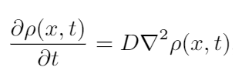 ∂ρ(x, t)/∂t = D∇²ρ(x, t)